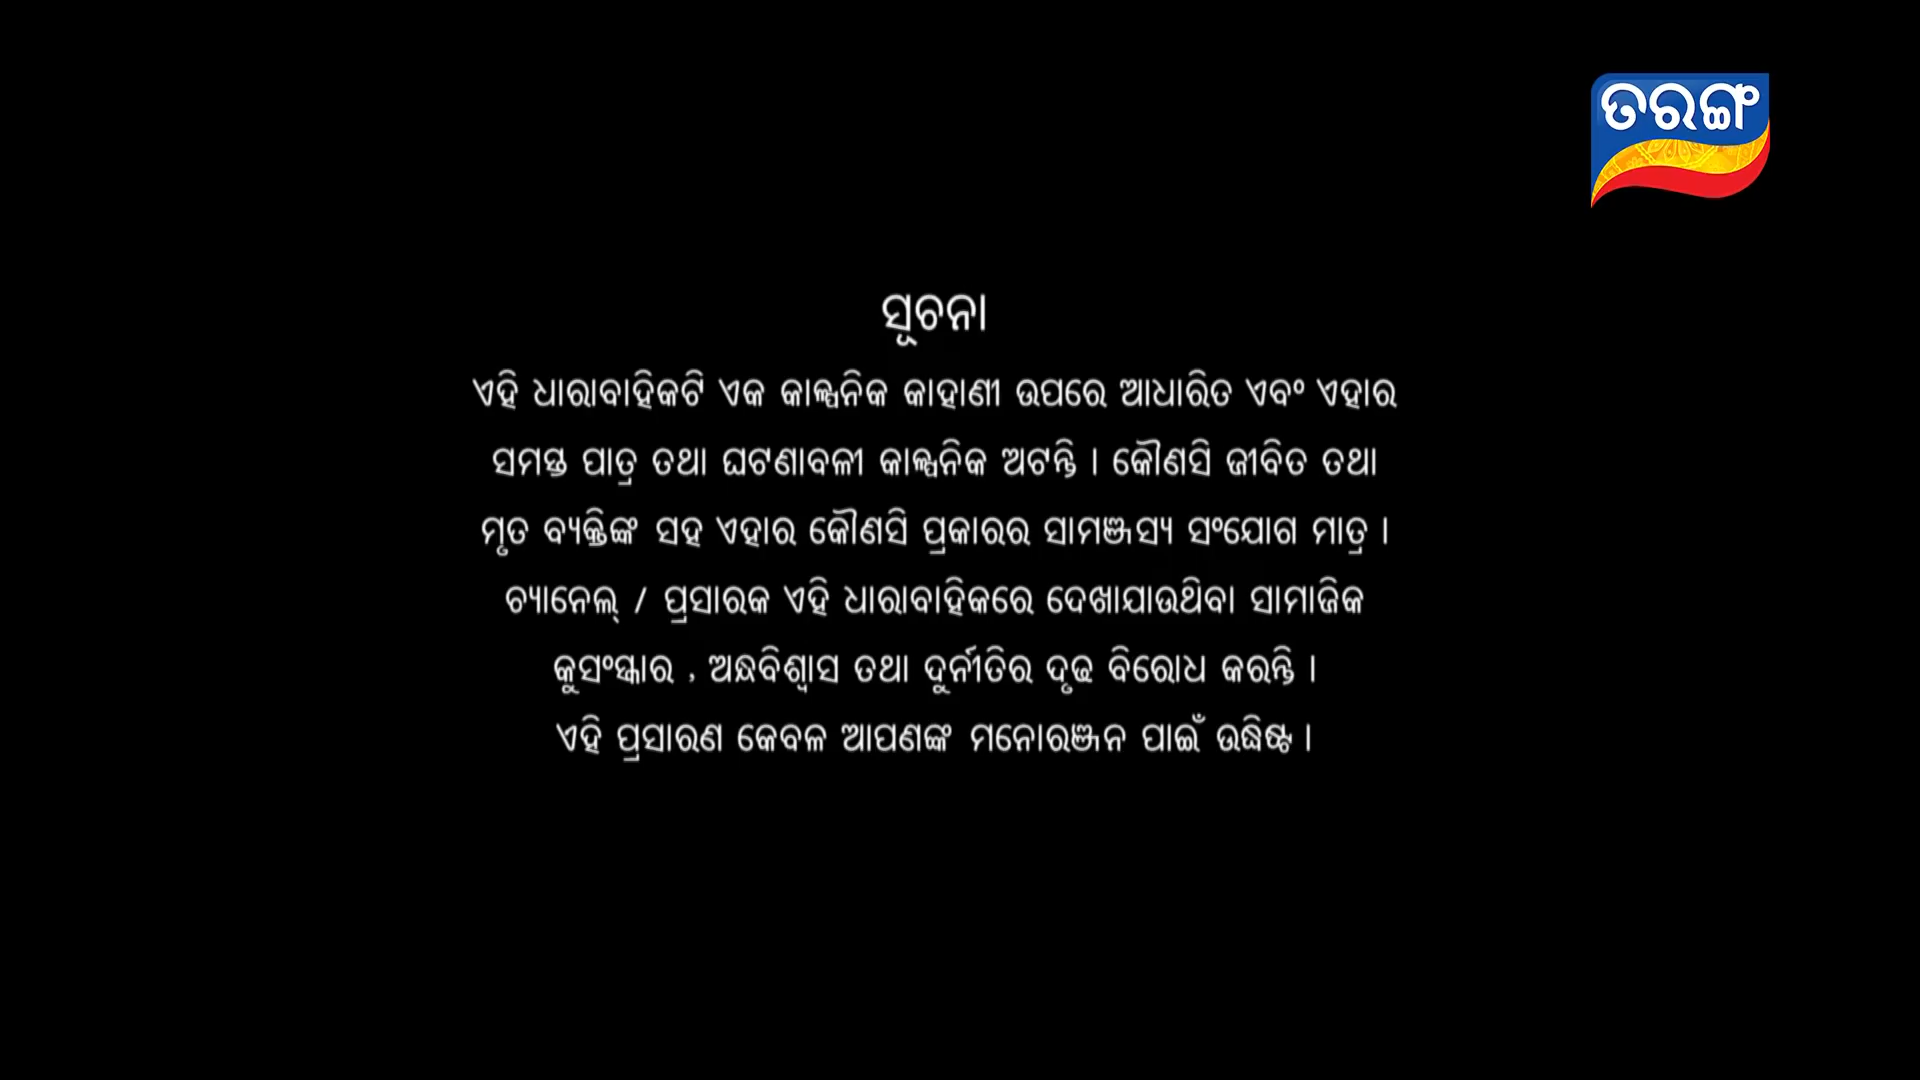 ତରଙ୍ଗ
ସୂଚନା
ଏହି ଧାରାବାହିକଟି ଏକ କାଳ୍ପନିକ କାହାଣୀ ଉପରେ ଆଧାରିତ ଏବଂ ଏହାର
ସମସ୍ତ ପାତ୍ର ତଥା ଘଟଣାବଳୀ କାଳ୍ପନିକ ଅଟନ୍ତି । କୌଣସି ଜୀବିତ ତଥା
ମୃତ ବ୍ୟକ୍ତିଙ୍କ ସହ ଏହାର କୌଣସି ପ୍ରକାରର ସାମଞ୍ଜସ୍ୟ ସଂଯୋଗ ମାତ୍ର ।
ଚ୍ୟାନେଲ୍ / ପ୍ରସାରକ ଏହି ଧାରାବାହିକରେ ଦେଖାଯାଉଥିବା ସାମାଜିକ
କୁସଂସ୍କାର , ଅନ୍ଧବିଶ୍ୱାସ ତଥା ଦୁର୍ନୀତିର ଦୃଢ ବିରୋଧ କରନ୍ତି ।
ଏହି ପ୍ରସାରଣ କେବଳ ଆପଣଙ୍କ ମନୋରଞ୍ଜନ ପାଇଁ ଉଦ୍ଧିଷ୍ଟ ।